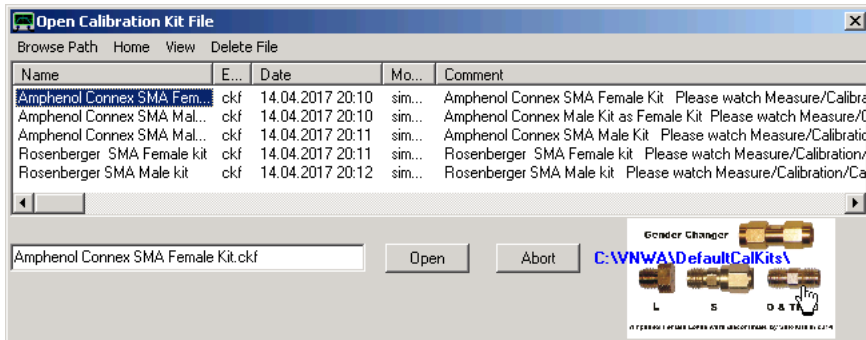 Open Calibration Kit File
Browse Path Home View Delete File
Name E... Date Mo... Comment
Amphenol Connex SMA Fem... ckf 14.04.2017 20:10 sim... Amphenol Connex SMA Female Kit Please watch Measure/Calibra
Amphenol Connex SMA Mal... ckf 14.04.2017 20:10 sim... Amphenol Connex Male Kit as Female Kit Please watch Measure/C
Amphenol Connex SMA Mal... ckf 14.04.2017 20:11 sim... Amphenol Connex SMA Male Kit Please watch Measure/Calibratio
Rosenberger SMA Female kit ckf 14.04.2017 20:11 sim... Rosenberger SMA Female kit Please watch Measure/Calibration/
Rosenberger SMA Male kit ckf 14.04.2017 20:12 sim... Rosenberger SMA Male kit Please watch Measure/Calibration/Ca
Gender Changer
Amphenol Connex SMA Female Kit.ckf Open Abort C:\VNWA\DefaultCalKits\
L S O &